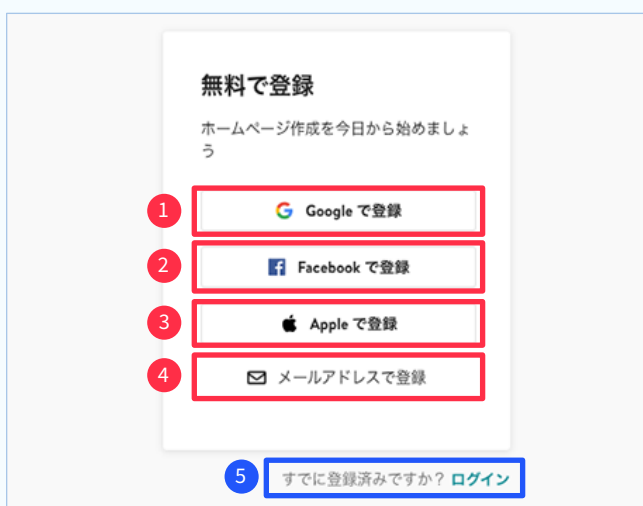 無料で登録
ホームページ作成を今日から始めましょ
う
1 Google で登録
2 Facebook で登録
3 Apple で登録
4 メールアドレスで登録
5 すでに登録済みですか？ ログイン